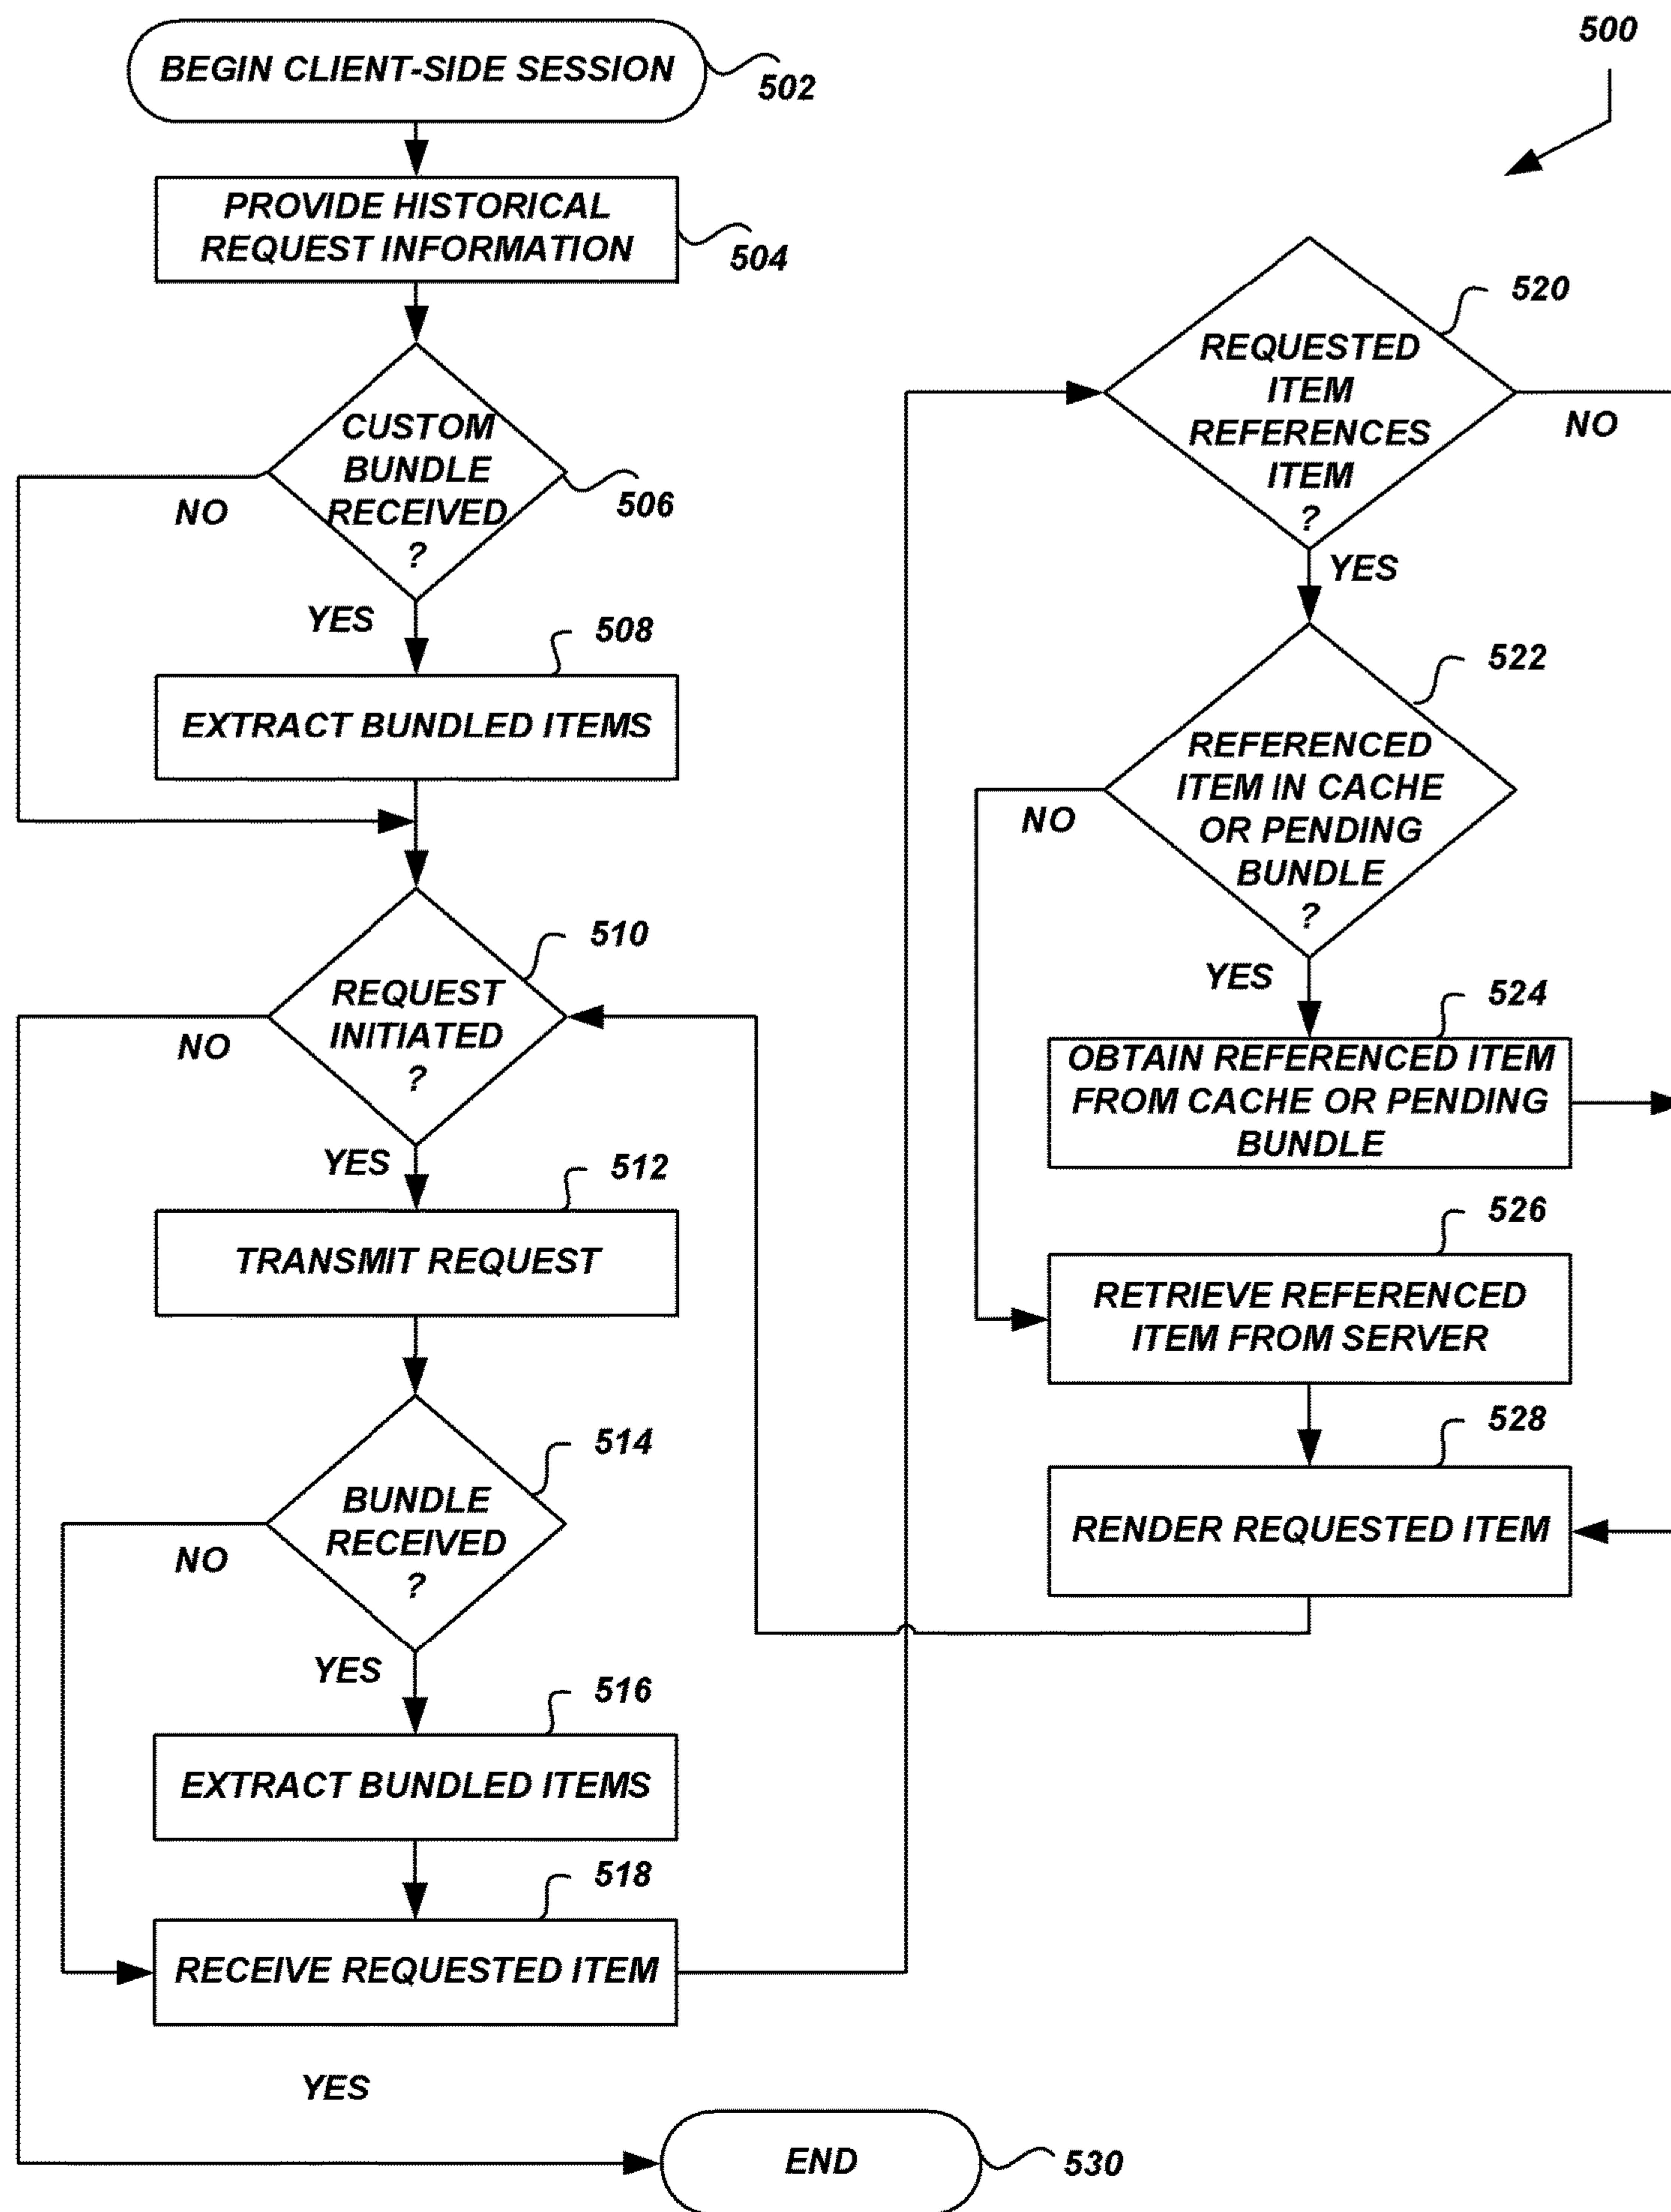 500
BEGIN CLIENT-SIDE SESSION
502
PROVIDE HISTORICAL
REQUEST INFORMATION
504
CUSTOM
BUNDLE
RECEIVED
?
506
NO
YES
508
EXTRACT BUNDLED ITEMS
510
REQUEST
INITIATED
?
NO
YES
512
TRANSMIT REQUEST
514
BUNDLE
RECEIVED
?
NO
YES
516
EXTRACT BUNDLED ITEMS
518
RECEIVE REQUESTED ITEM
YES
520
REQUESTED
ITEM
REFERENCES
ITEM
?
NO
YES
522
REFERENCED
ITEM IN CACHE
OR PENDING
BUNDLE
?
NO
YES
524
OBTAIN REFERENCED ITEM
FROM CACHE OR PENDING
BUNDLE
526
RETRIEVE REFERENCED
ITEM FROM SERVER
528
RENDER REQUESTED ITEM
END
530